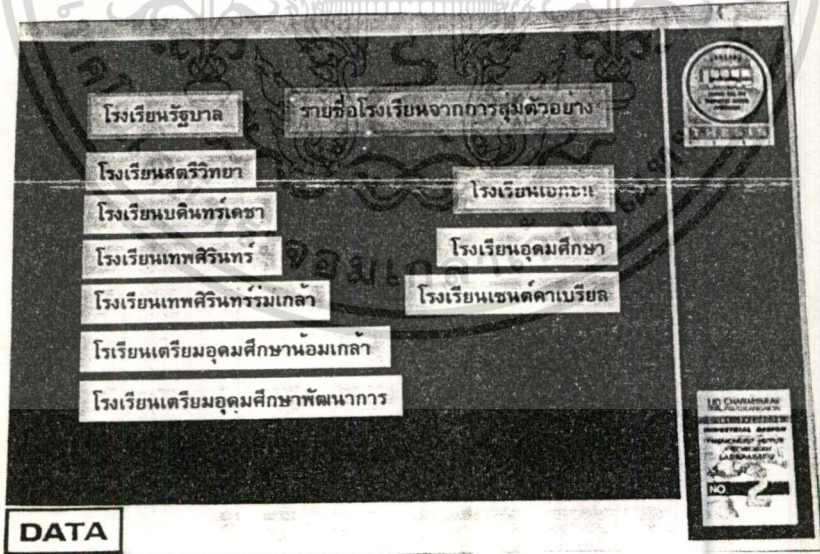 โรงเรียนรัฐบาล
รายชื่อโรงเรียนจากการสุ่มตัวอย่าง
โรงเรียนสตรีวิทยา
โรงเรียนบดินทร์เดชา
โรงเรียนเทพศิรินทร์
โรงเรียนเทพศิรินทร์ร่มเกล้า
โรเรียนเตรียมอุดมศึกษาน้อมเกล้า
โรงเรียนเตรียมอุดมศึกษาพัฒนาการ
โรงเรียนเอกชน
โรงเรียนอุดมศึกษา
โรงเรียนเซนต์คาเบรียล
THESIS
INDUSTRIAL DESIGN
NO. 2
DATA